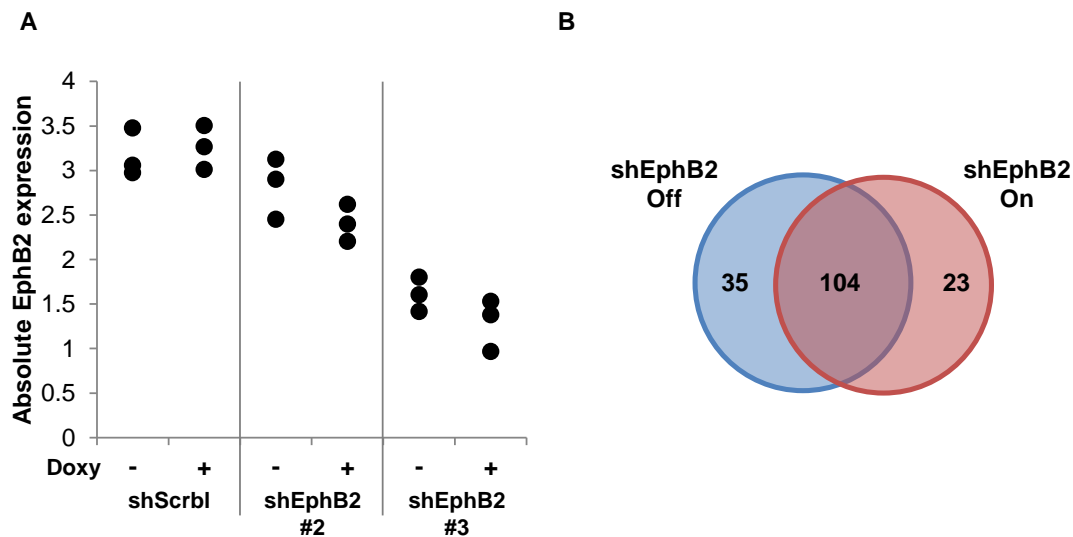 A
Absolute EphB2 expression
4
3.5
3
2.5
2
1.5
1
0.5
0
Doxy - + - + - +
shScrbl shEphB2 shEphB2
#2 #3
B
shEphB2
Off
shEphB2
On
35 104 23